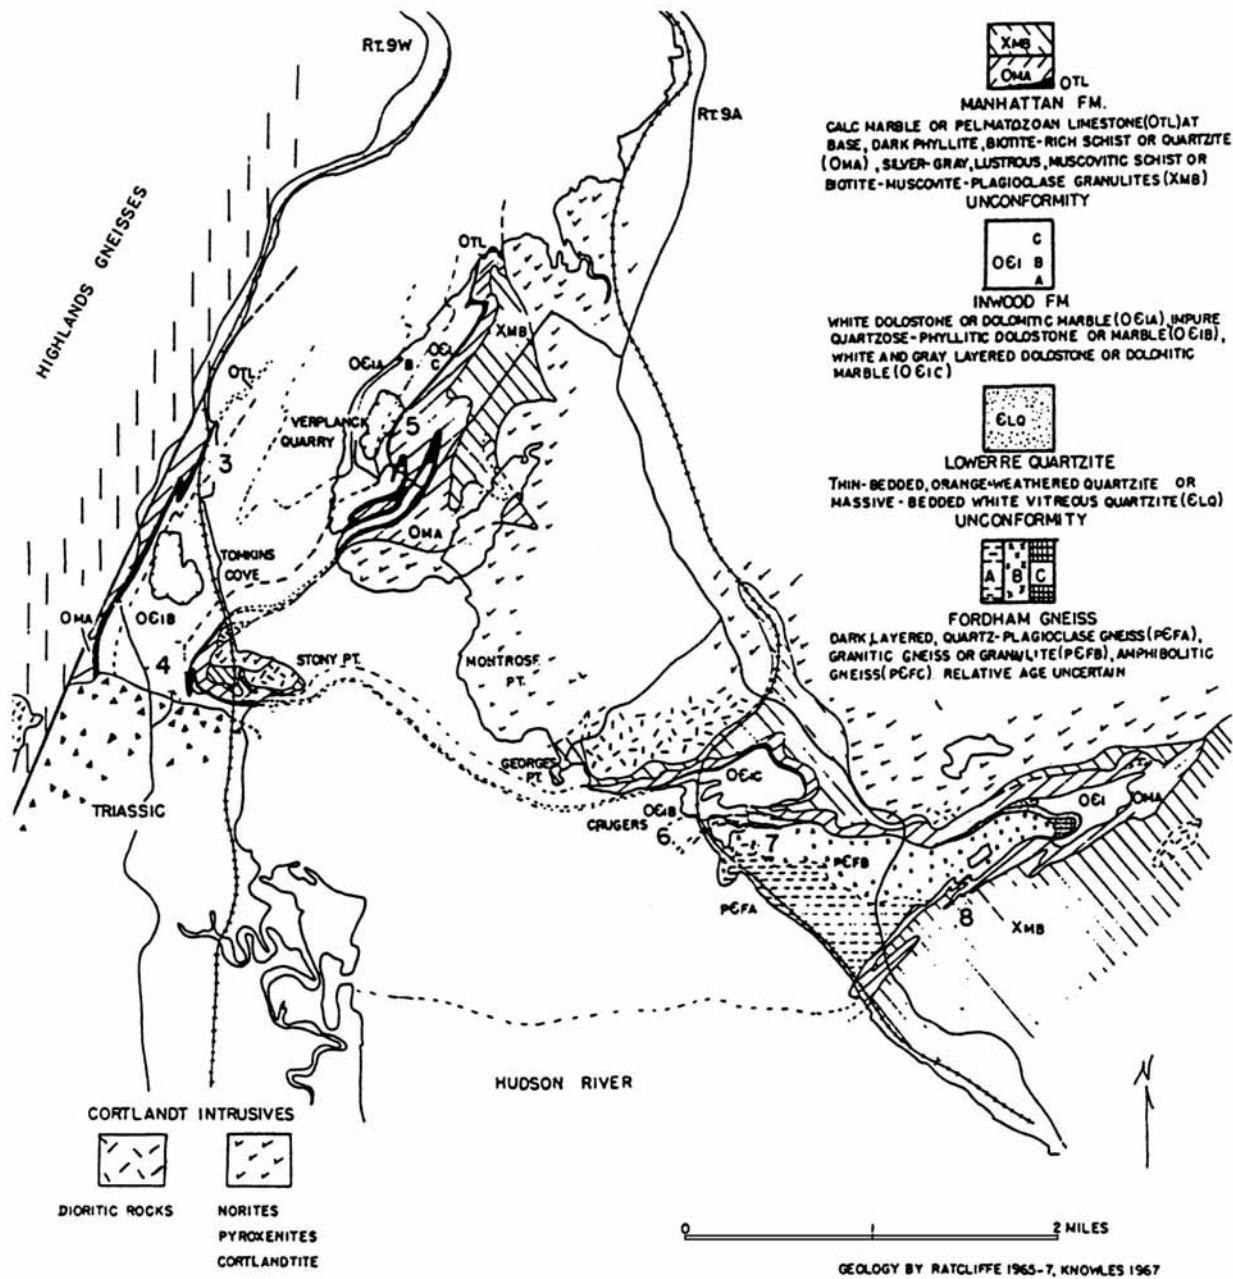 RT. 9W
RT. 9A
HIGHLANDS GNEISSES
XMB
OMA
OTL
MANHATTAN FM.
CALC MARBLE OR PELMATOZOAN LIMESTONE(OTL)AT
BASE, DARK PHYLLITE, BIOTITE-RICH SCHIST OR QUARTZITE
(OMA), SILVER-GRAY, LUSTROUS, MUSCOVITIC SCHIST OR
BIOTITE-MUSCOVITE-PLAGIOCLASE GRANULITES(XMB)
UNCONFORMITY
C
OЄI B
A
INWOOD FM
WHITE DOLOSTONE OR DOLOMITIC MARBLE(OЄIA), IMPURE
QUARTZOSE-PHYLLITIC DOLOSTONE OR MARBLE(OЄIB),
WHITE AND GRAY LAYERED DOLOSTONE OR DOLOMITIC
MARBLE(OЄIC)
ЄLQ
LOWERRE QUARTZITE
THIN-BEDDED, ORANGE-WEATHERED QUARTZITE OR
MASSIVE-BEDDED WHITE VITREOUS QUARTZITE(ЄLQ)
UNCONFORMITY
A B C
FORDHAM GNEISS
DARK, LAYERED, QUARTZ-PLAGIOCLASE GNEISS(PЄFA),
GRANITIC GNEISS OR GRANULITE(PЄFB), AMPHIBOLITIC
GNEISS(PЄFC) RELATIVE AGE UNCERTAIN
OTL
XMB
OЄIA B OЄI
C
OTL
VERPLANCK
QUARRY
5
3
OMA
TOMKINS
COVE
OMA
OЄIB
4
STONY PT.
MONTROSE
PT.
TRIASSIC
GEORGES
PT.
OЄIC
OЄIB
CRUGERS
6
7
PЄFB
PЄFA
OЄI
OMA
8
XMB
HUDSON RIVER
N
CORTLANDT INTRUSIVES
DIORITIC ROCKS
NORITES
PYROXENITES
CORTLANDTITE
0 1 2 MILES
GEOLOGY BY RATCLIFFE 1965-7, KNOWLES 1967